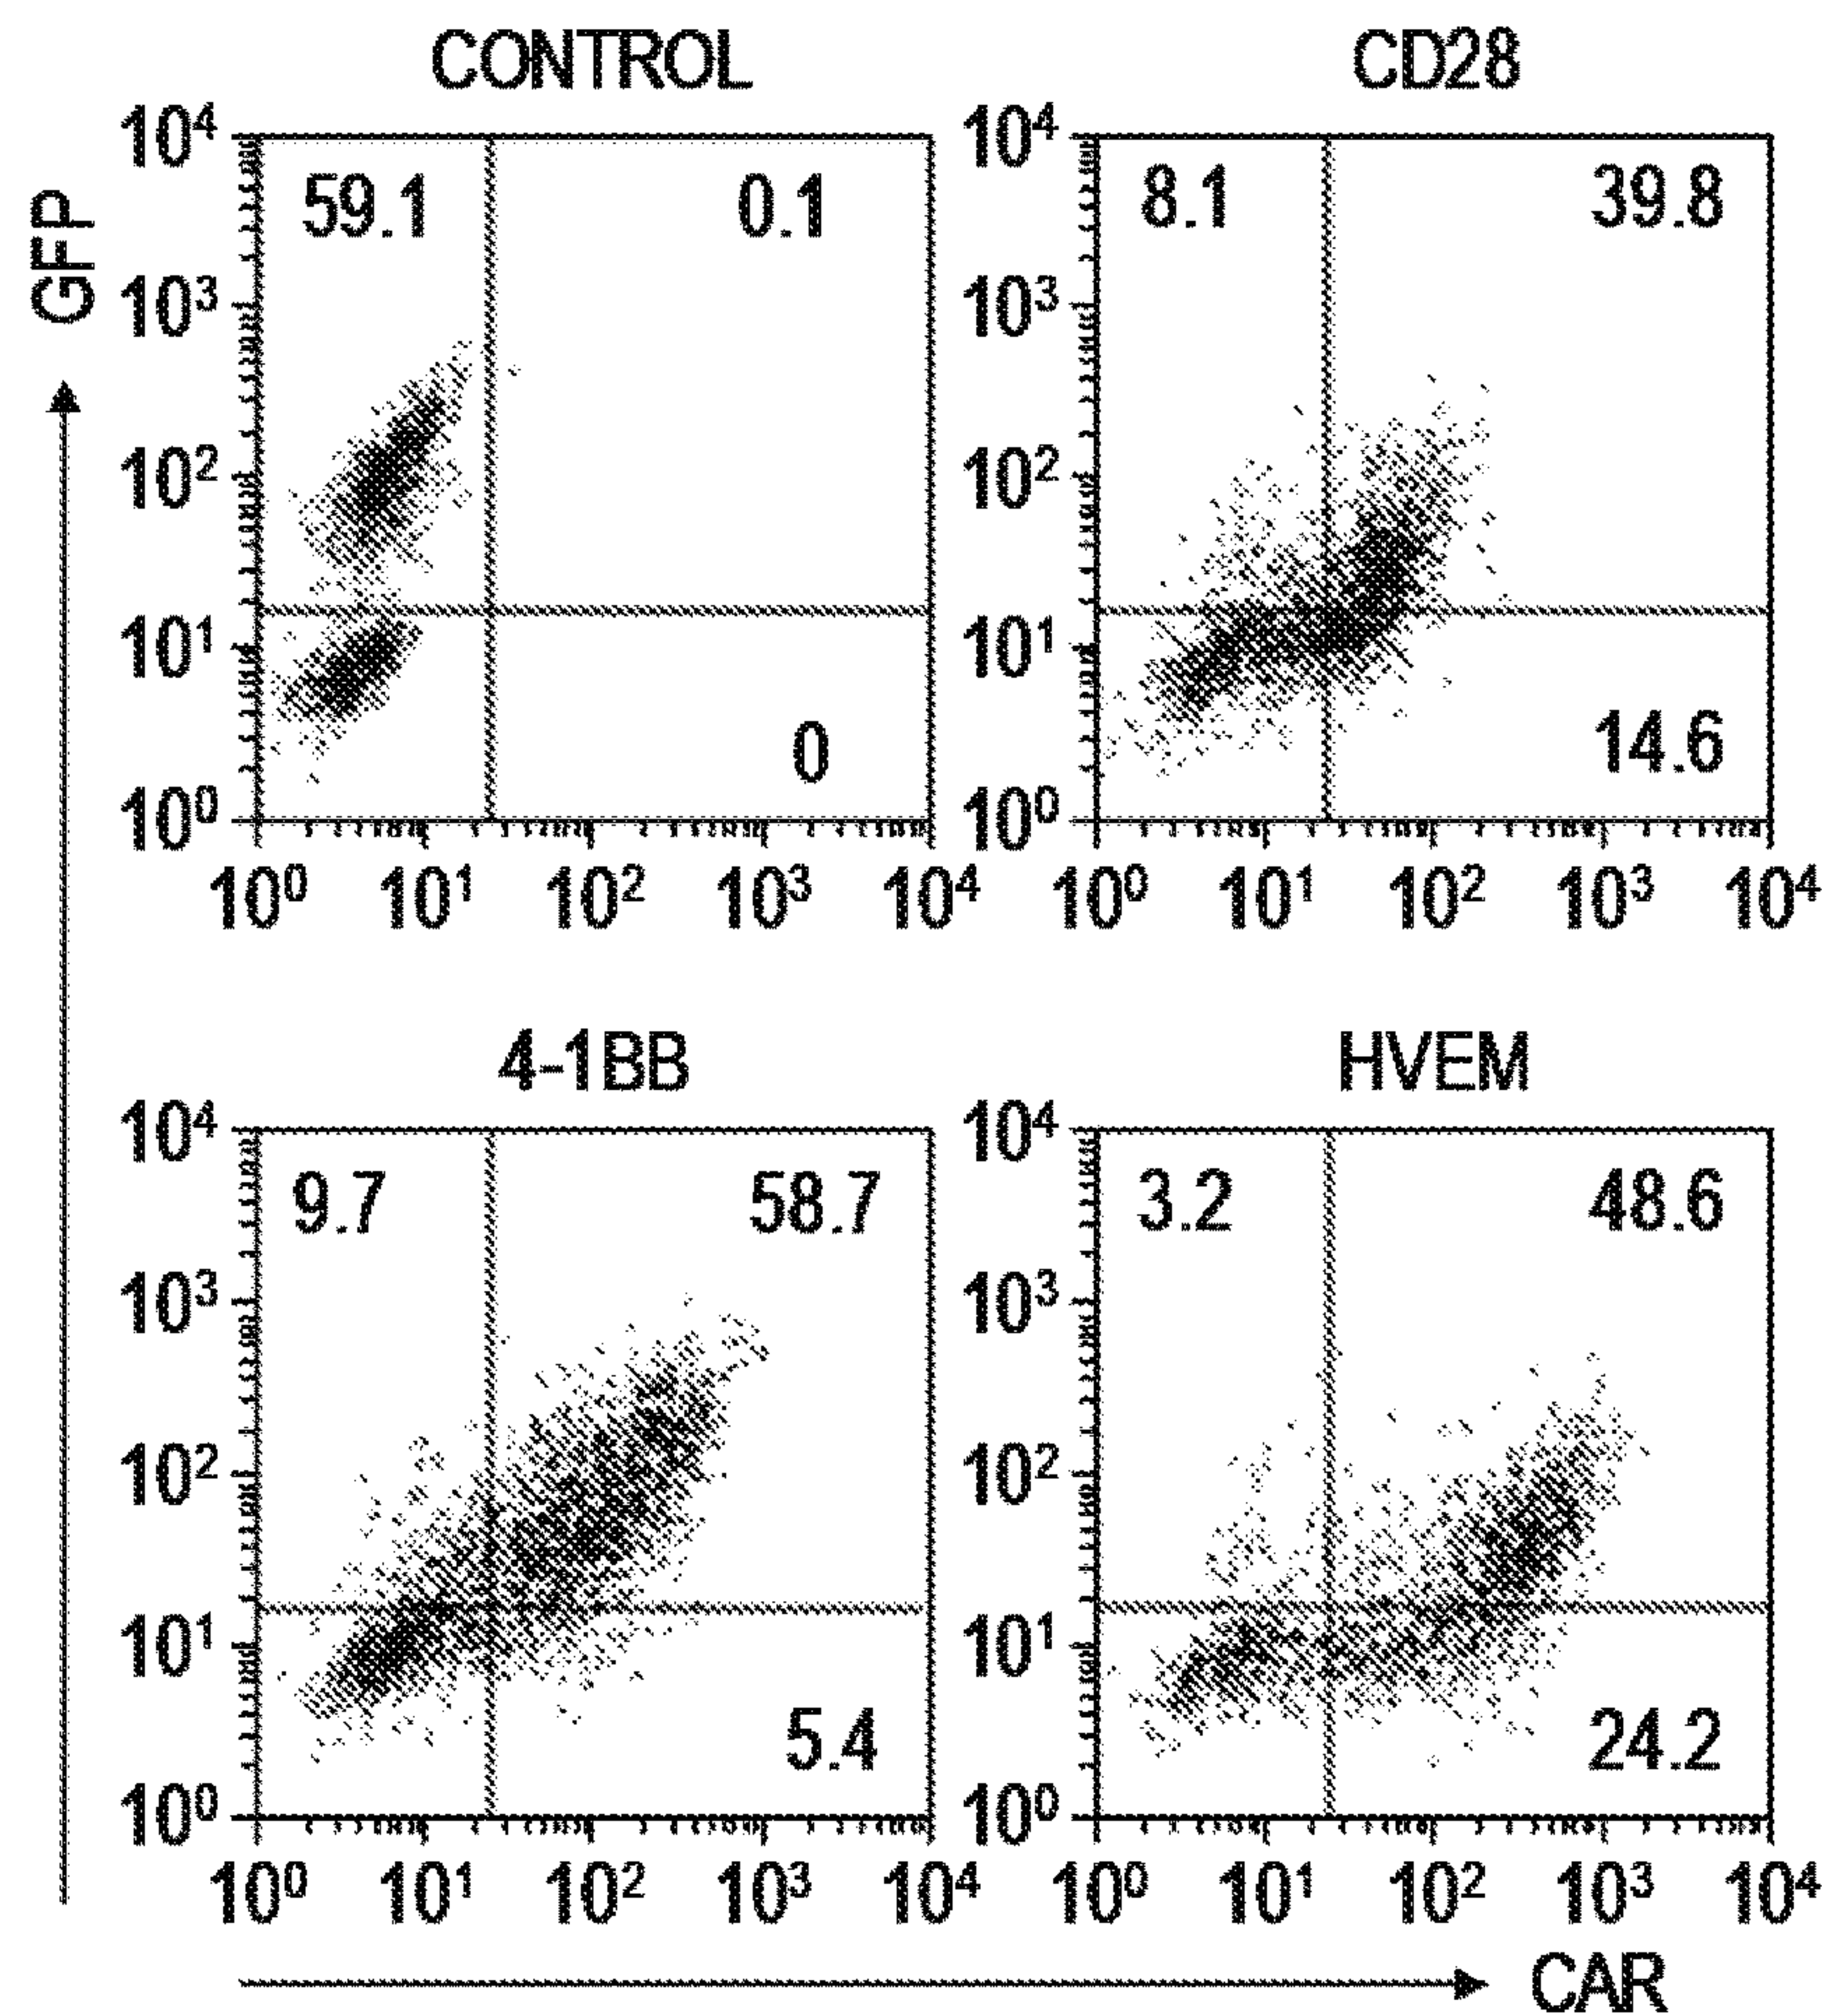 CONTROL
CD28
GFP
10⁴ 59.1 0.1 10⁴ 8.1 39.8
10³ 10³
10² 10²
10¹ 10¹
0 14.6
10⁰ 10⁰
10⁰ 10¹ 10² 10³ 10⁴ 10⁰ 10¹ 10² 10³ 10⁴
4-1BB
HVEM
10⁴ 9.7 58.7 10⁴ 3.2 48.6
10³ 10³
10² 10²
10¹ 10¹
5.4 24.2
10⁰ 10⁰
10⁰ 10¹ 10² 10³ 10⁴ 10⁰ 10¹ 10² 10³ 10⁴
CAR